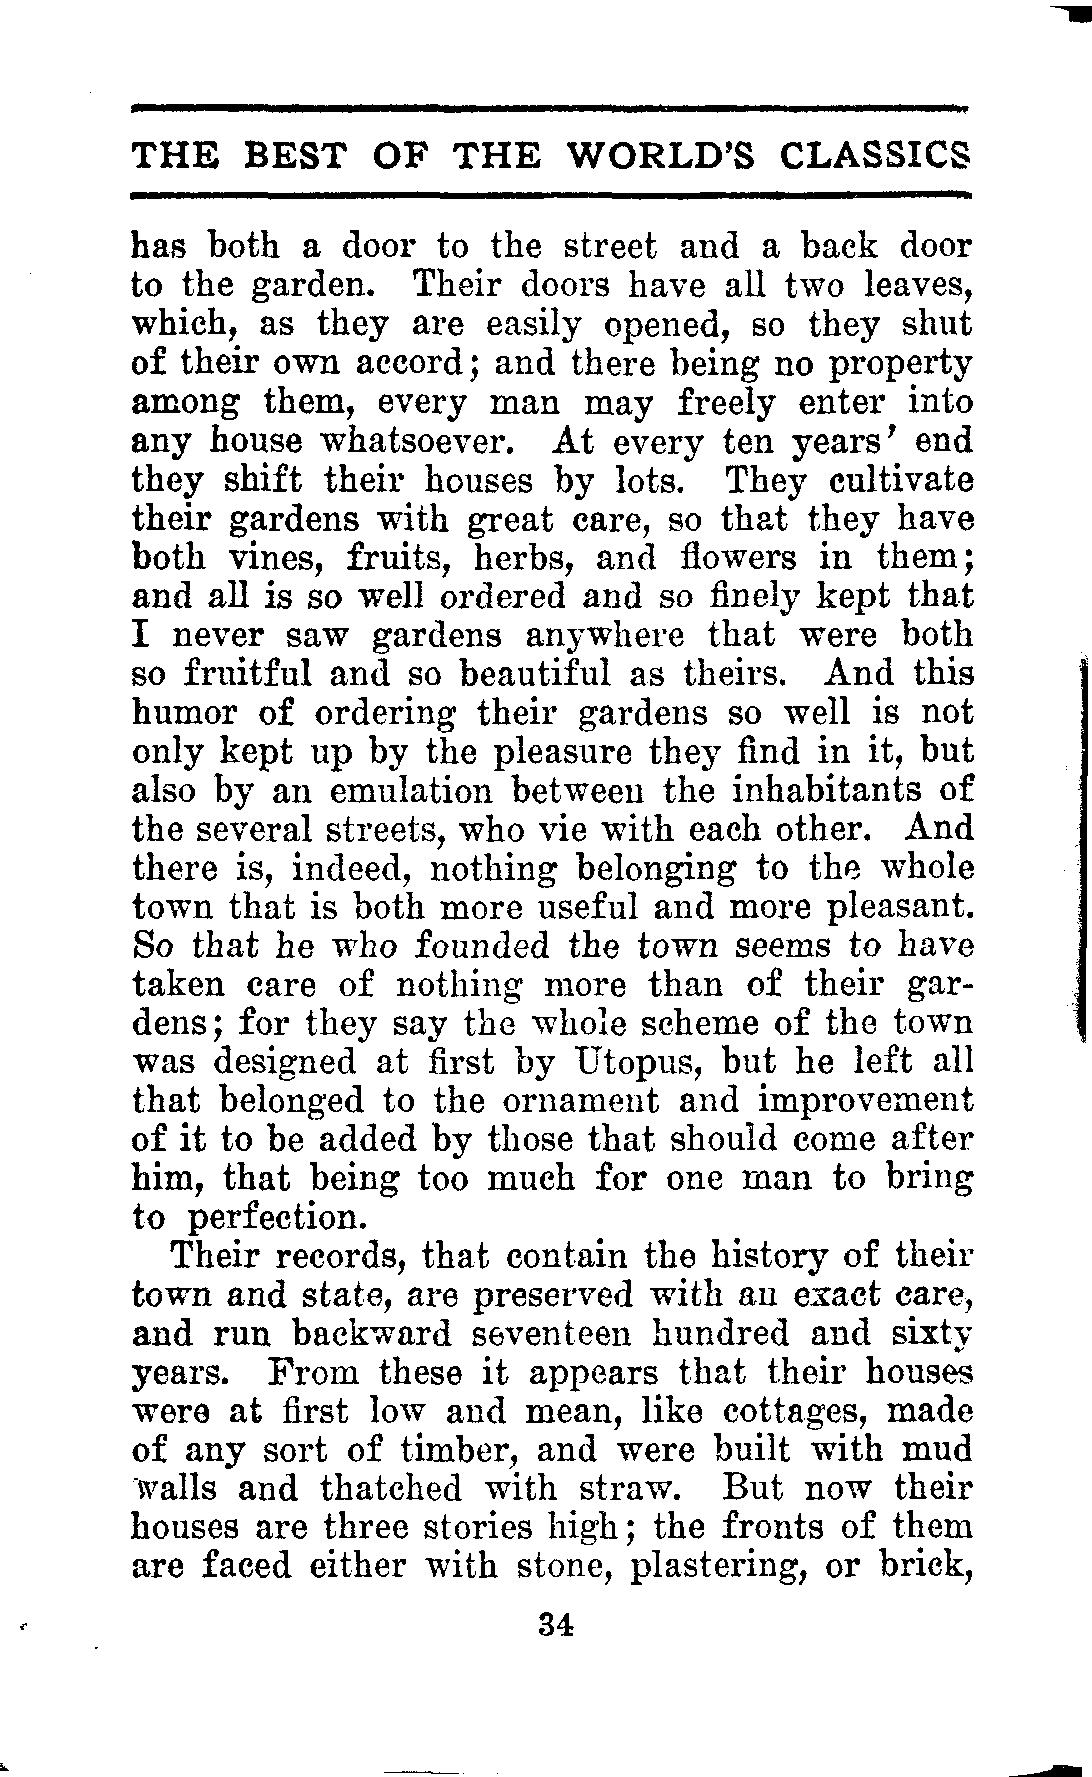 THE BEST OF THE WORLD'S CLASSICS
has both a door to the street and a back door
to the garden. Their doors have all two leaves,
which, as they are easily opened, so they shut
of their own accord; and there being no property
among them, every man may freely enter into
any house whatsoever. At every ten years' end
they shift their houses by lots. They cultivate
their gardens with great care, so that they have
both vines, fruits, herbs, and flowers in them;
and all is so well ordered and so finely kept that
I never saw gardens anywhere that were both
so fruitful and so beautiful as theirs. And this
humor of ordering their gardens so well is not
only kept up by the pleasure they find in it, but
also by an emulation between the inhabitants of
the several streets, who vie with each other. And
there is, indeed, nothing belonging to the whole
town that is both more useful and more pleasant.
So that he who founded the town seems to have
taken care of nothing more than of their gar-
dens; for they say the whole scheme of the town
was designed at first by Utopus, but he left all
that belonged to the ornament and improvement
of it to be added by those that should come after
him, that being too much for one man to bring
to perfection.
Their records, that contain the history of their
town and state, are preserved with an exact care,
and run backward seventeen hundred and sixty
years. From these it appears that their houses
were at first low and mean, like cottages, made
of any sort of timber, and were built with mud
walls and thatched with straw. But now their
houses are three stories high; the fronts of them
are faced either with stone, plastering, or brick,
34